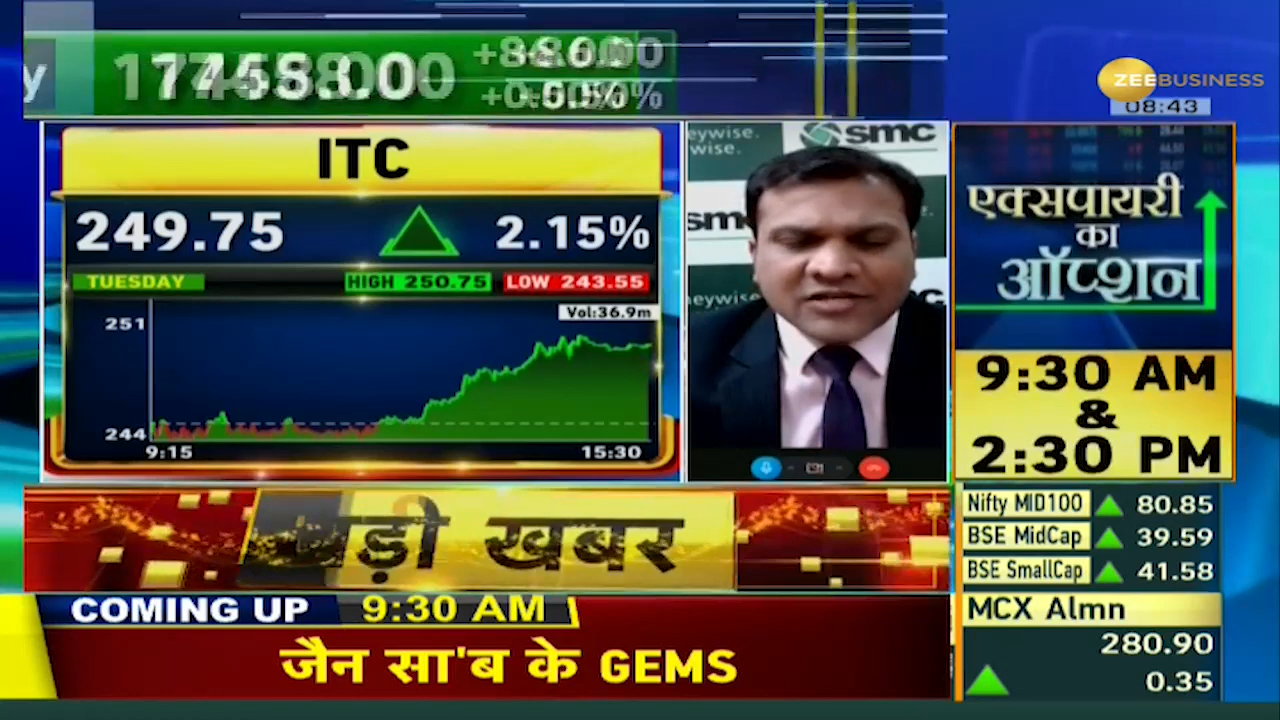 ZEEBUSINESS
08:43
ITC
249.75
2.15%
TUESDAY
HIGH 250.75
LOW 243.55
Vol:36.9m
251
244
9:15
15:30
eywise.
wise.
smc
एक्सपायरी
का
ऑप्शन
9:30 AM
&
2:30 PM
खबर
Nifty MID100 80.85
BSE MidCap 39.59
BSE SmallCap 41.58
MCX Almn
280.90
0.35
COMING UP 9:30 AM
जैन सा'ब के GEMS